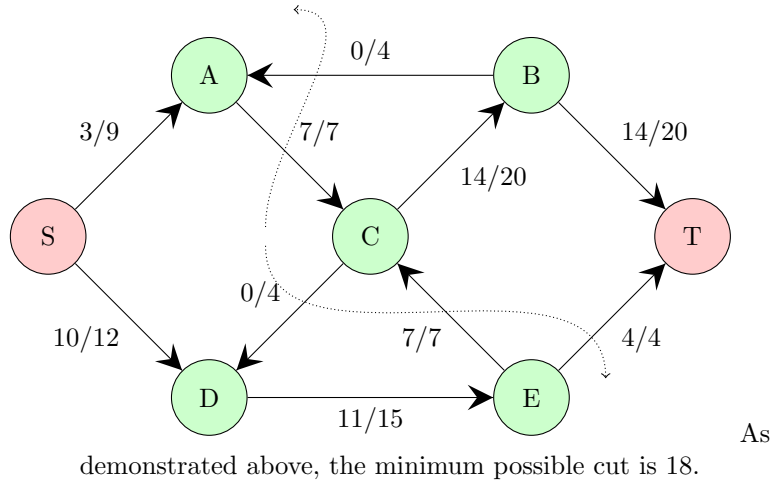 0/4
A
B
3/9
7/7
14/20
14/20
S
C
T
0/4
10/12
7/7
4/4
D
E
11/15
As
demonstrated above, the minimum possible cut is 18.